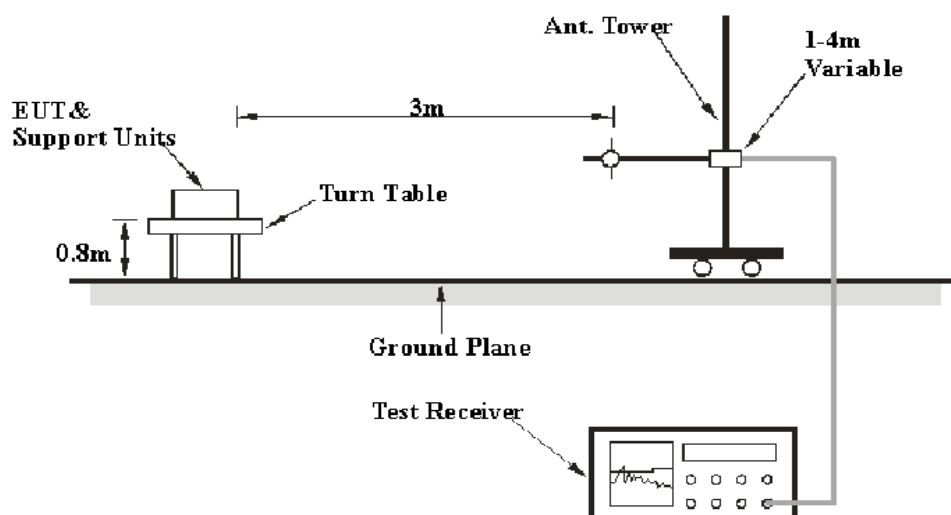 Ant. Tower
1-4m
Variable
EUT&
Support Units
3m
Turn Table
0.8m
Ground Plane
Test Receiver